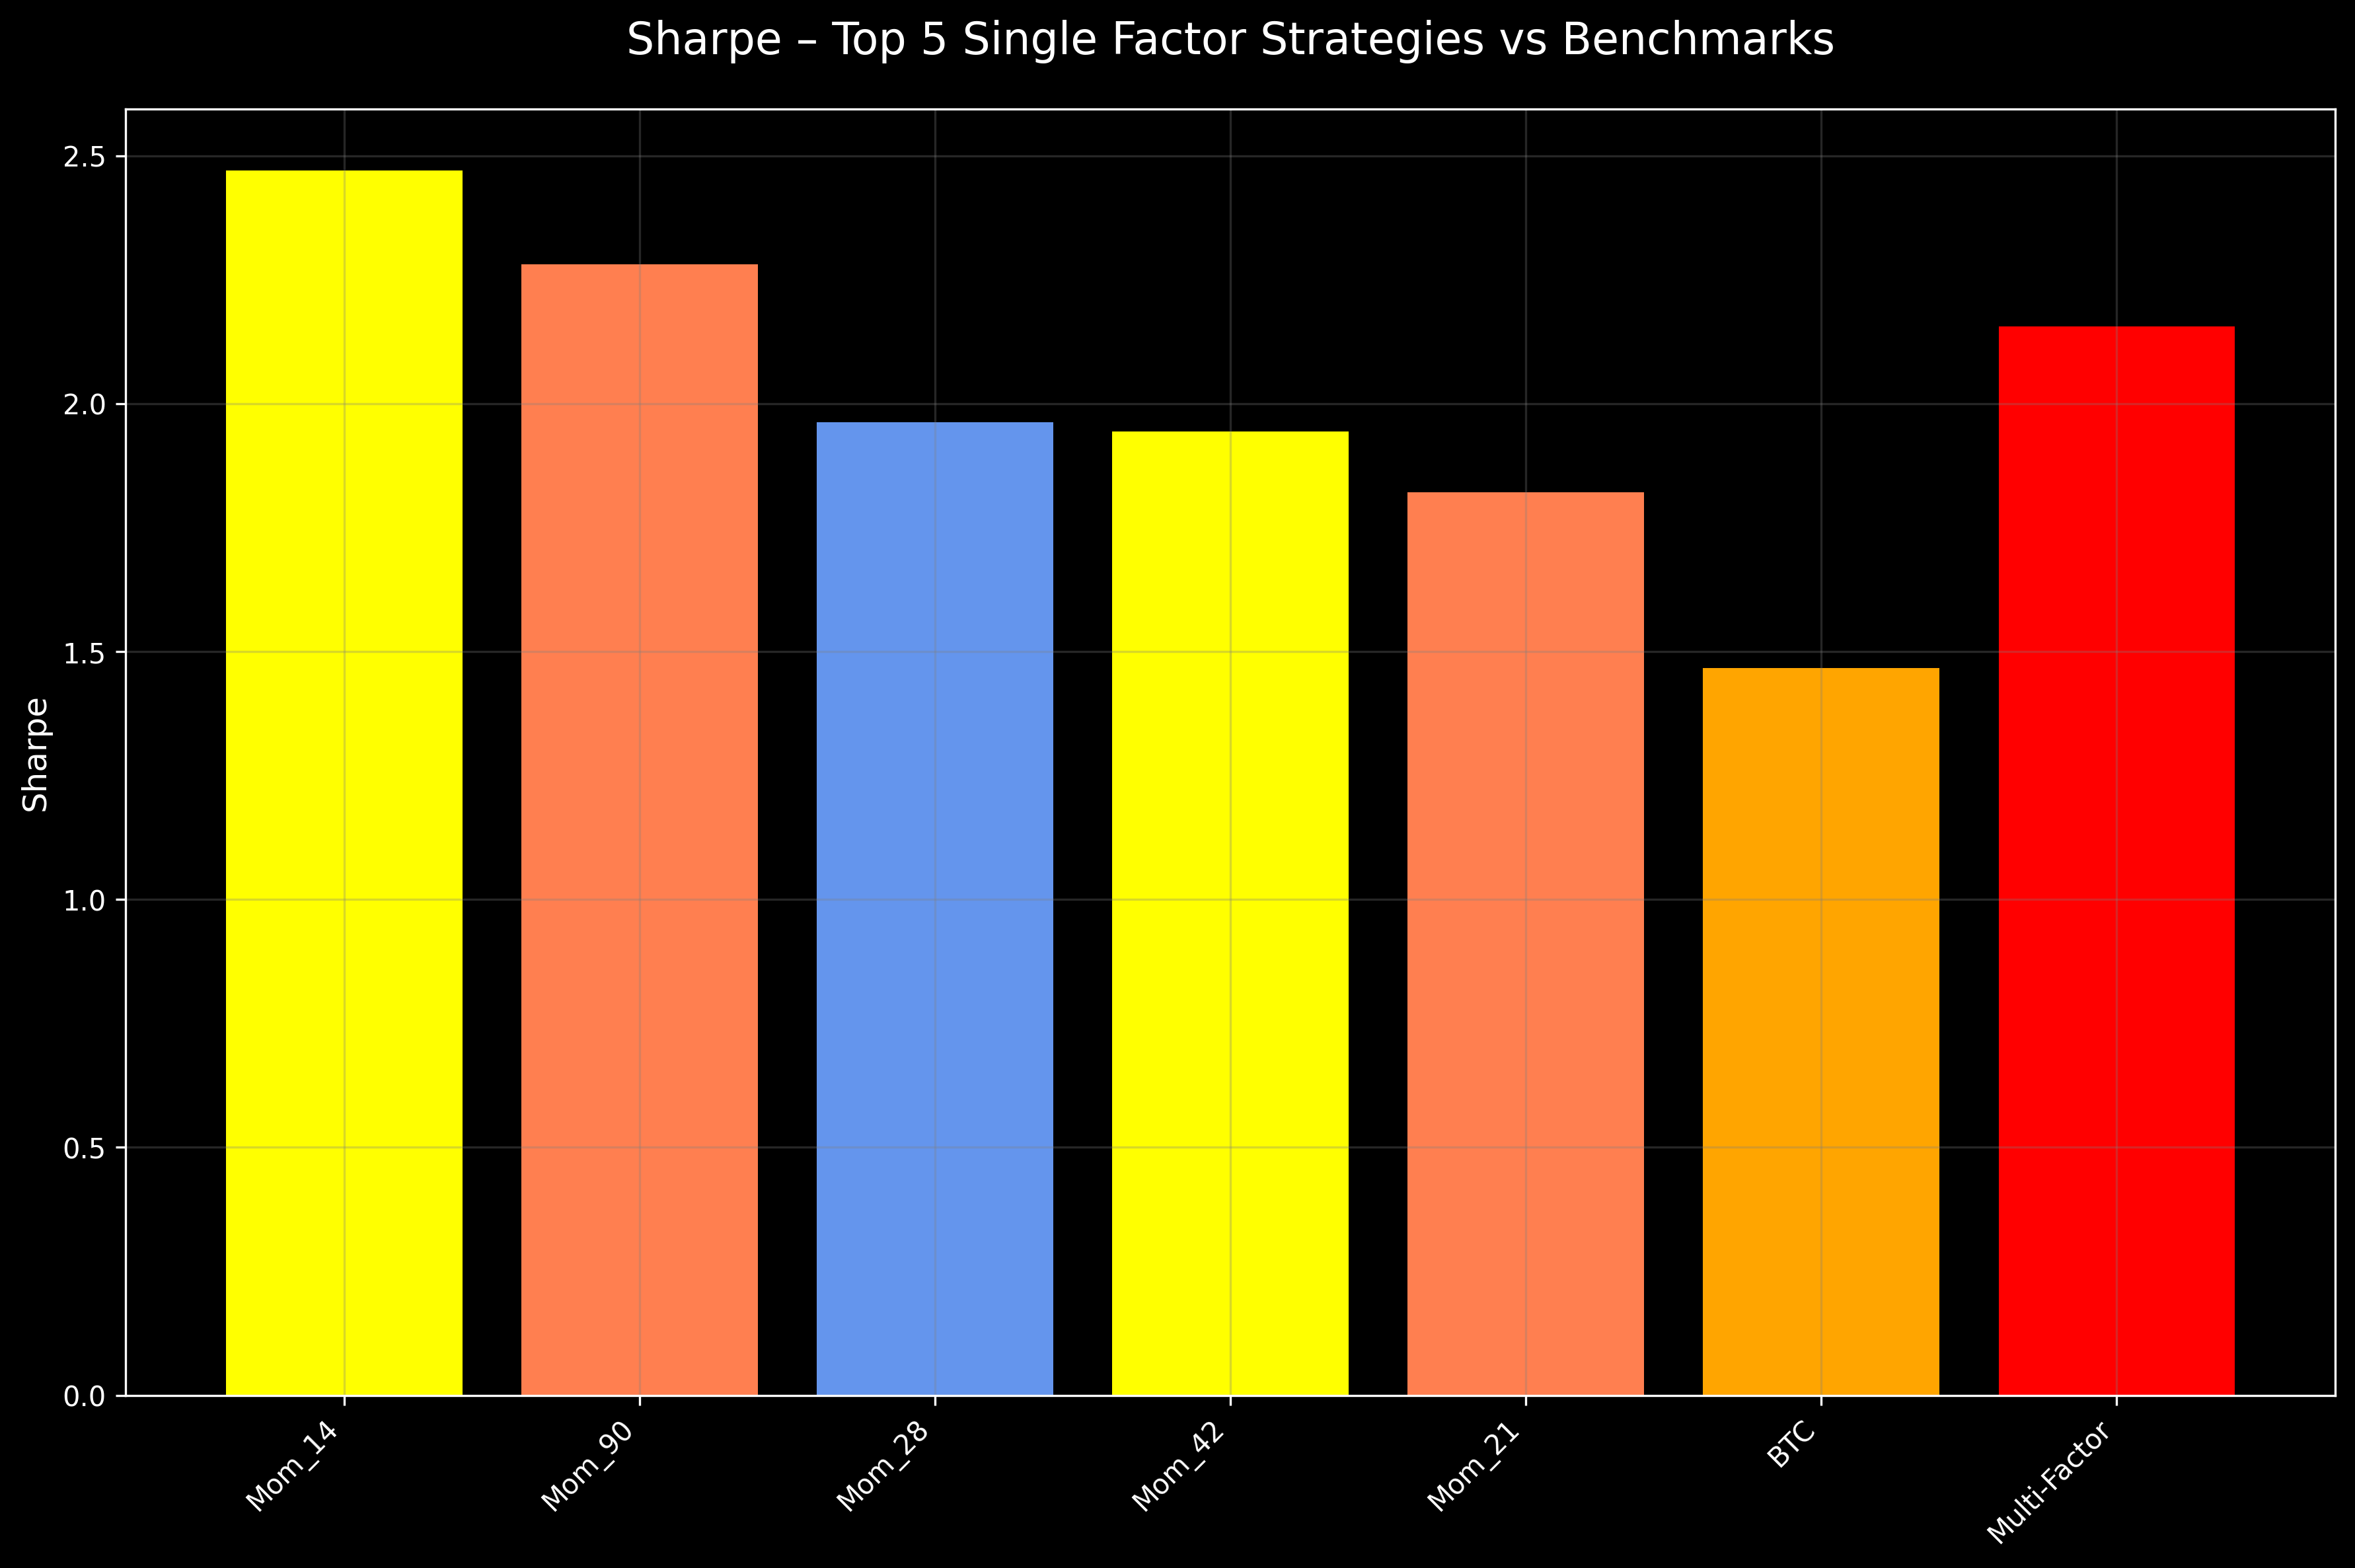 Sharpe – Top 5 Single Factor Strategies vs Benchmarks
Sharpe
2.5
2.0
1.5
1.0
0.5
0.0
Mom_14
Mom_90
Mom_28
Mom_42
Mom_21
BTC
Multi-Factor